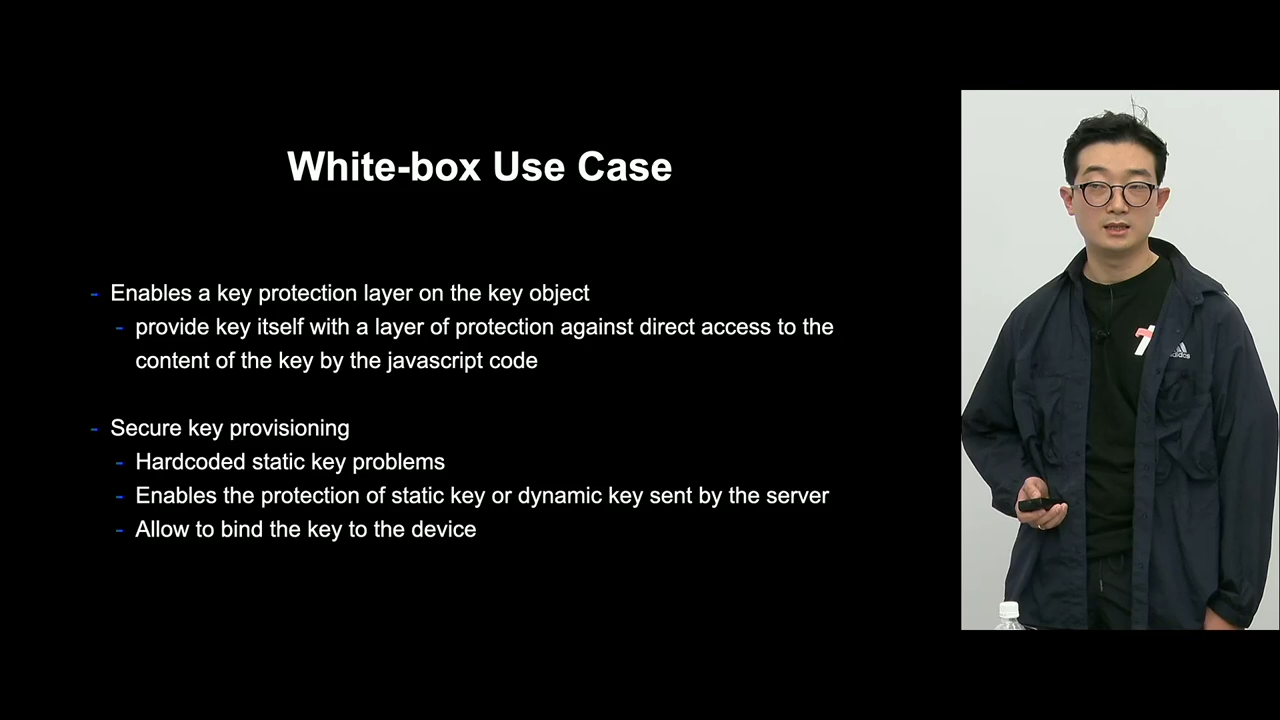 White-box Use Case
- Enables a key protection layer on the key object
- provide key itself with a layer of protection against direct access to the
content of the key by the javascript code
- Secure key provisioning
- Hardcoded static key problems
- Enables the protection of static key or dynamic key sent by the server
- Allow to bind the key to the device
adidas